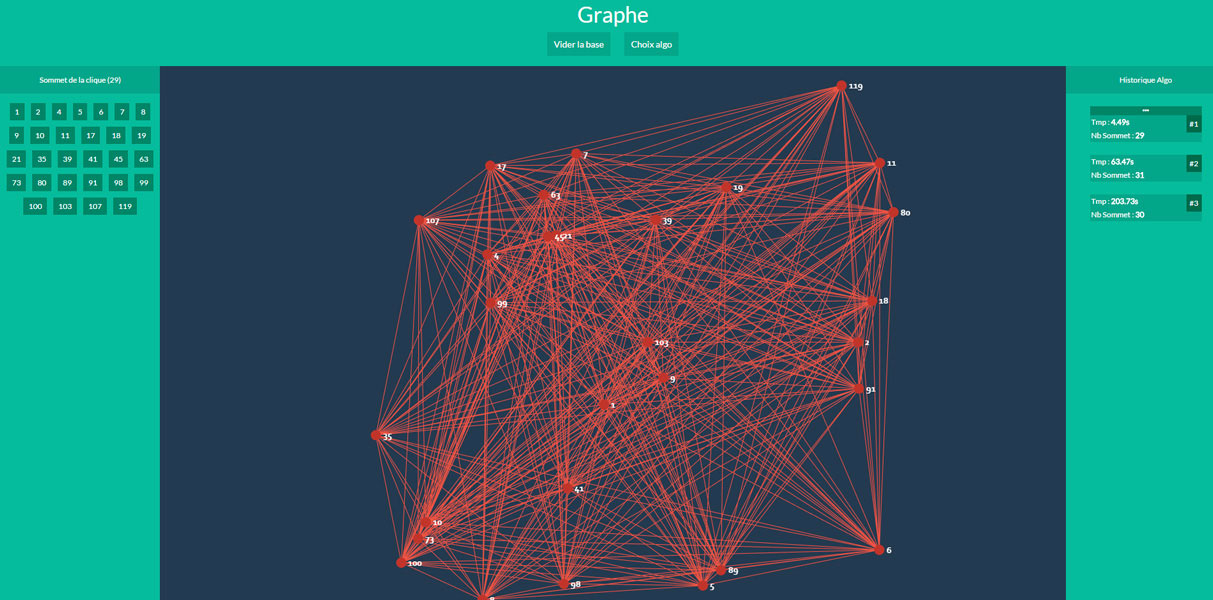 Graphe
Vider la base Choix algo
Sommet de la clique (29)
1 2 4 5 6 7 8
9 10 11 17 18 19
21 35 39 41 45 63
73 80 89 91 98 99
100 103 107 119
119
7
11
17
19
63
80
107
39
45 21
4
18
99
103
2
9
91
1
35
41
10
73
6
100
89
98
5
8
Historique Algo
Tmp : 4.49s #1
Nb Sommet : 29
Tmp : 63.47s #2
Nb Sommet : 31
Tmp : 203.73s #3
Nb Sommet : 30